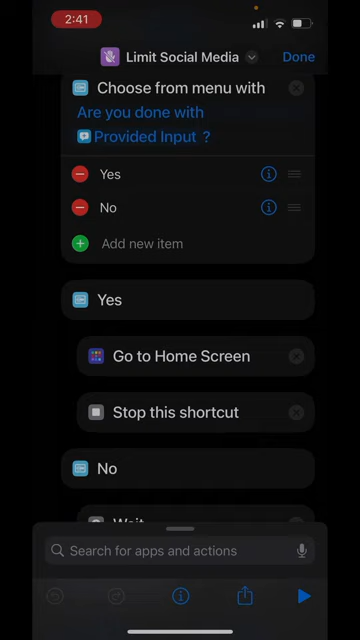 2:41
Limit Social Media
Done
Choose from menu with
Are you done with
Provided Input ?
Yes
No
Add new item
Yes
Go to Home Screen
Stop this shortcut
No
Wait
Search for apps and actions